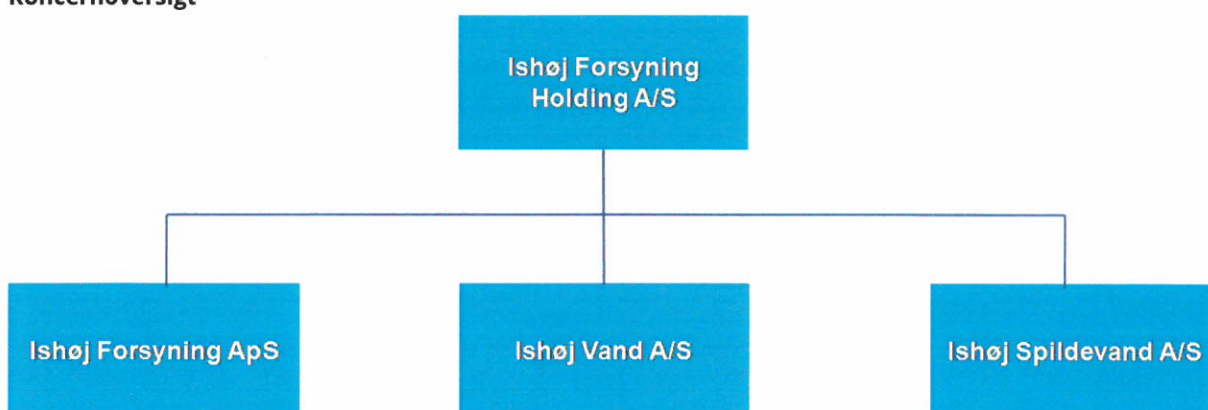 Koncernoversigt
Ishøj Forsyning
Holding A/S
Ishøj Forsyning ApS
Ishøj Vand A/S
Ishøj Spildevand A/S